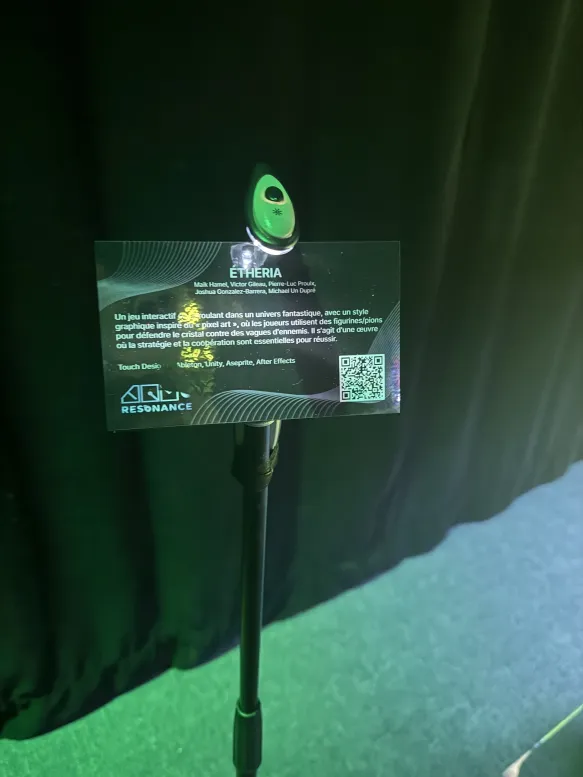 ÉTHERIA
Maïk Hamel, Victor Gileau, Pierre-Luc Proulx,
Joshua Gonzalez-Barrera, Michael Un Dupré
Un jeu interactif roulant dans un univers fantastique, avec un style
graphique inspiré du « pixel art », où les joueurs utilisent des figurines/pions
pour défendre le cristal contre des vagues d'ennemis. Il s'agit d'une œuvre
où la stratégie et la coopération sont essentielles pour réussir.
Touch Desi Ableton, Unity, Aseprite, After Effects
RESONANCE